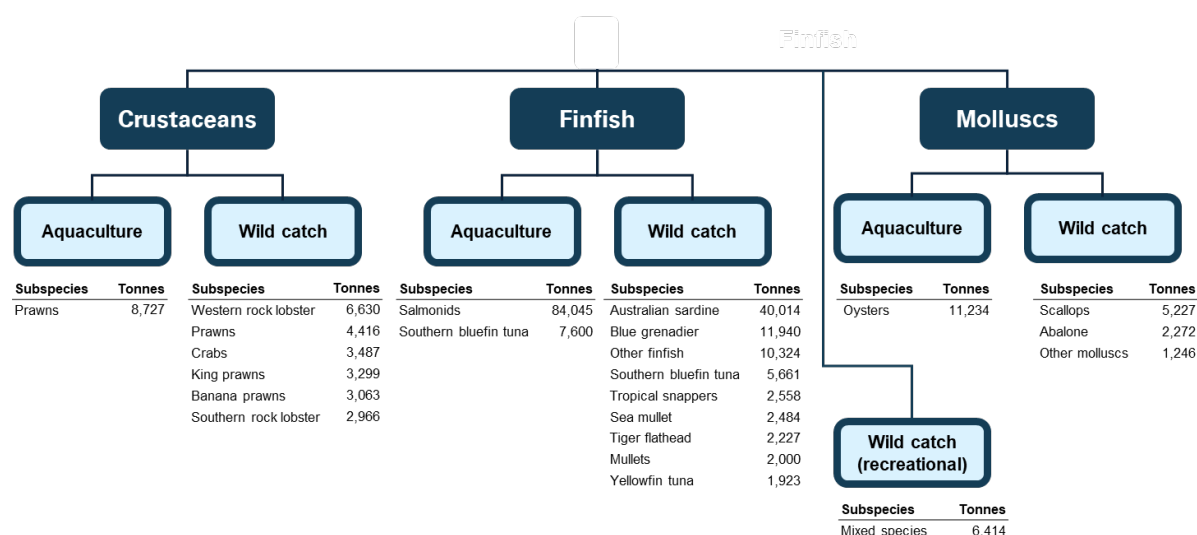 Finfish
Crustaceans
Finfish
Molluscs
Aquaculture
Wild catch
Aquaculture
Wild catch
Aquaculture
Wild catch
Subspecies Tonnes
Prawns 8,727
Subspecies Tonnes
Western rock lobster 6,630
Prawns 4,416
Crabs 3,487
King prawns 3,299
Banana prawns 3,063
Southern rock lobster 2,966
Subspecies Tonnes
Salmonids 84,045
Southern bluefin tuna 7,600
Subspecies Tonnes
Australian sardine 40,014
Blue grenadier 11,940
Other finfish 10,324
Southern bluefin tuna 5,661
Tropical snappers 2,558
Sea mullet 2,484
Tiger flathead 2,227
Mullets 2,000
Yellowfin tuna 1,923
Subspecies Tonnes
Oysters 11,234
Subspecies Tonnes
Scallops 5,227
Abalone 2,272
Other molluscs 1,246
Wild catch
(recreational)
Subspecies Tonnes
Mixed species 6,414